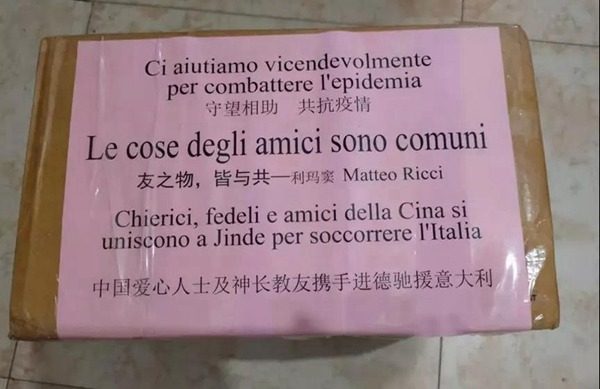 Ci aiutiamo vicendevolmente
per combattere l'epidemia
守望相助 共抗疫情
Le cose degli amici sono comuni
友之物，皆与共—利玛窦 Matteo Ricci
Chierici, fedeli e amici della Cina si
uniscono a Jinde per soccorrere l'Italia
中国爱心人士及神长教友携手进德驰援意大利